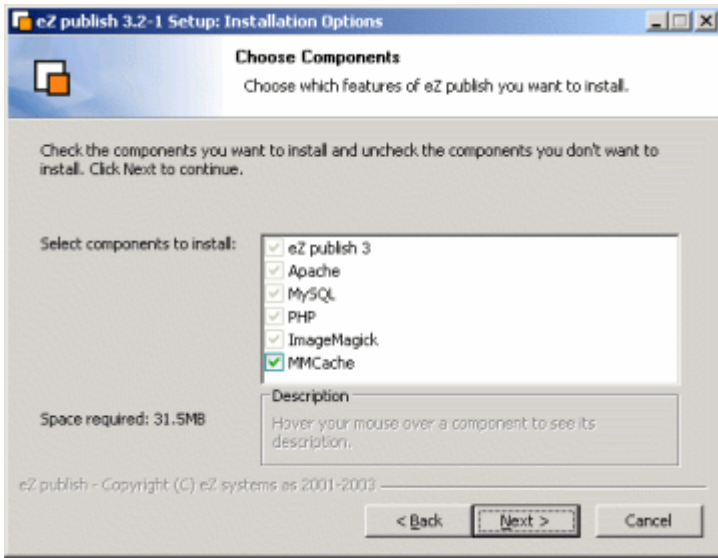 eZ publish 3.2-1 Setup: Installation Options
Choose Components
Choose which features of eZ publish you want to install.
Check the components you want to install and uncheck the components you don't want to
install. Click Next to continue.
Select components to install:
eZ publish 3
Apache
MySQL
PHP
ImageMagick
MMCache
Space required: 31.5MB
Description
Hover your mouse over a component to see its
description.
eZ publish - Copyright (C) eZ systems as 2001-2003
< Back
Next >
Cancel